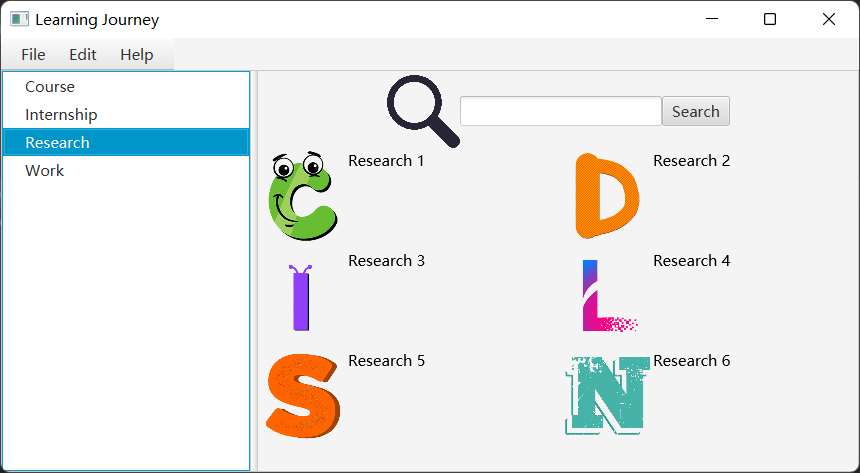 Learning Journey
File Edit Help
Course
Internship
Research
Work
Search
C Research 1 D Research 2
I Research 3 L Research 4
S Research 5 N Research 6